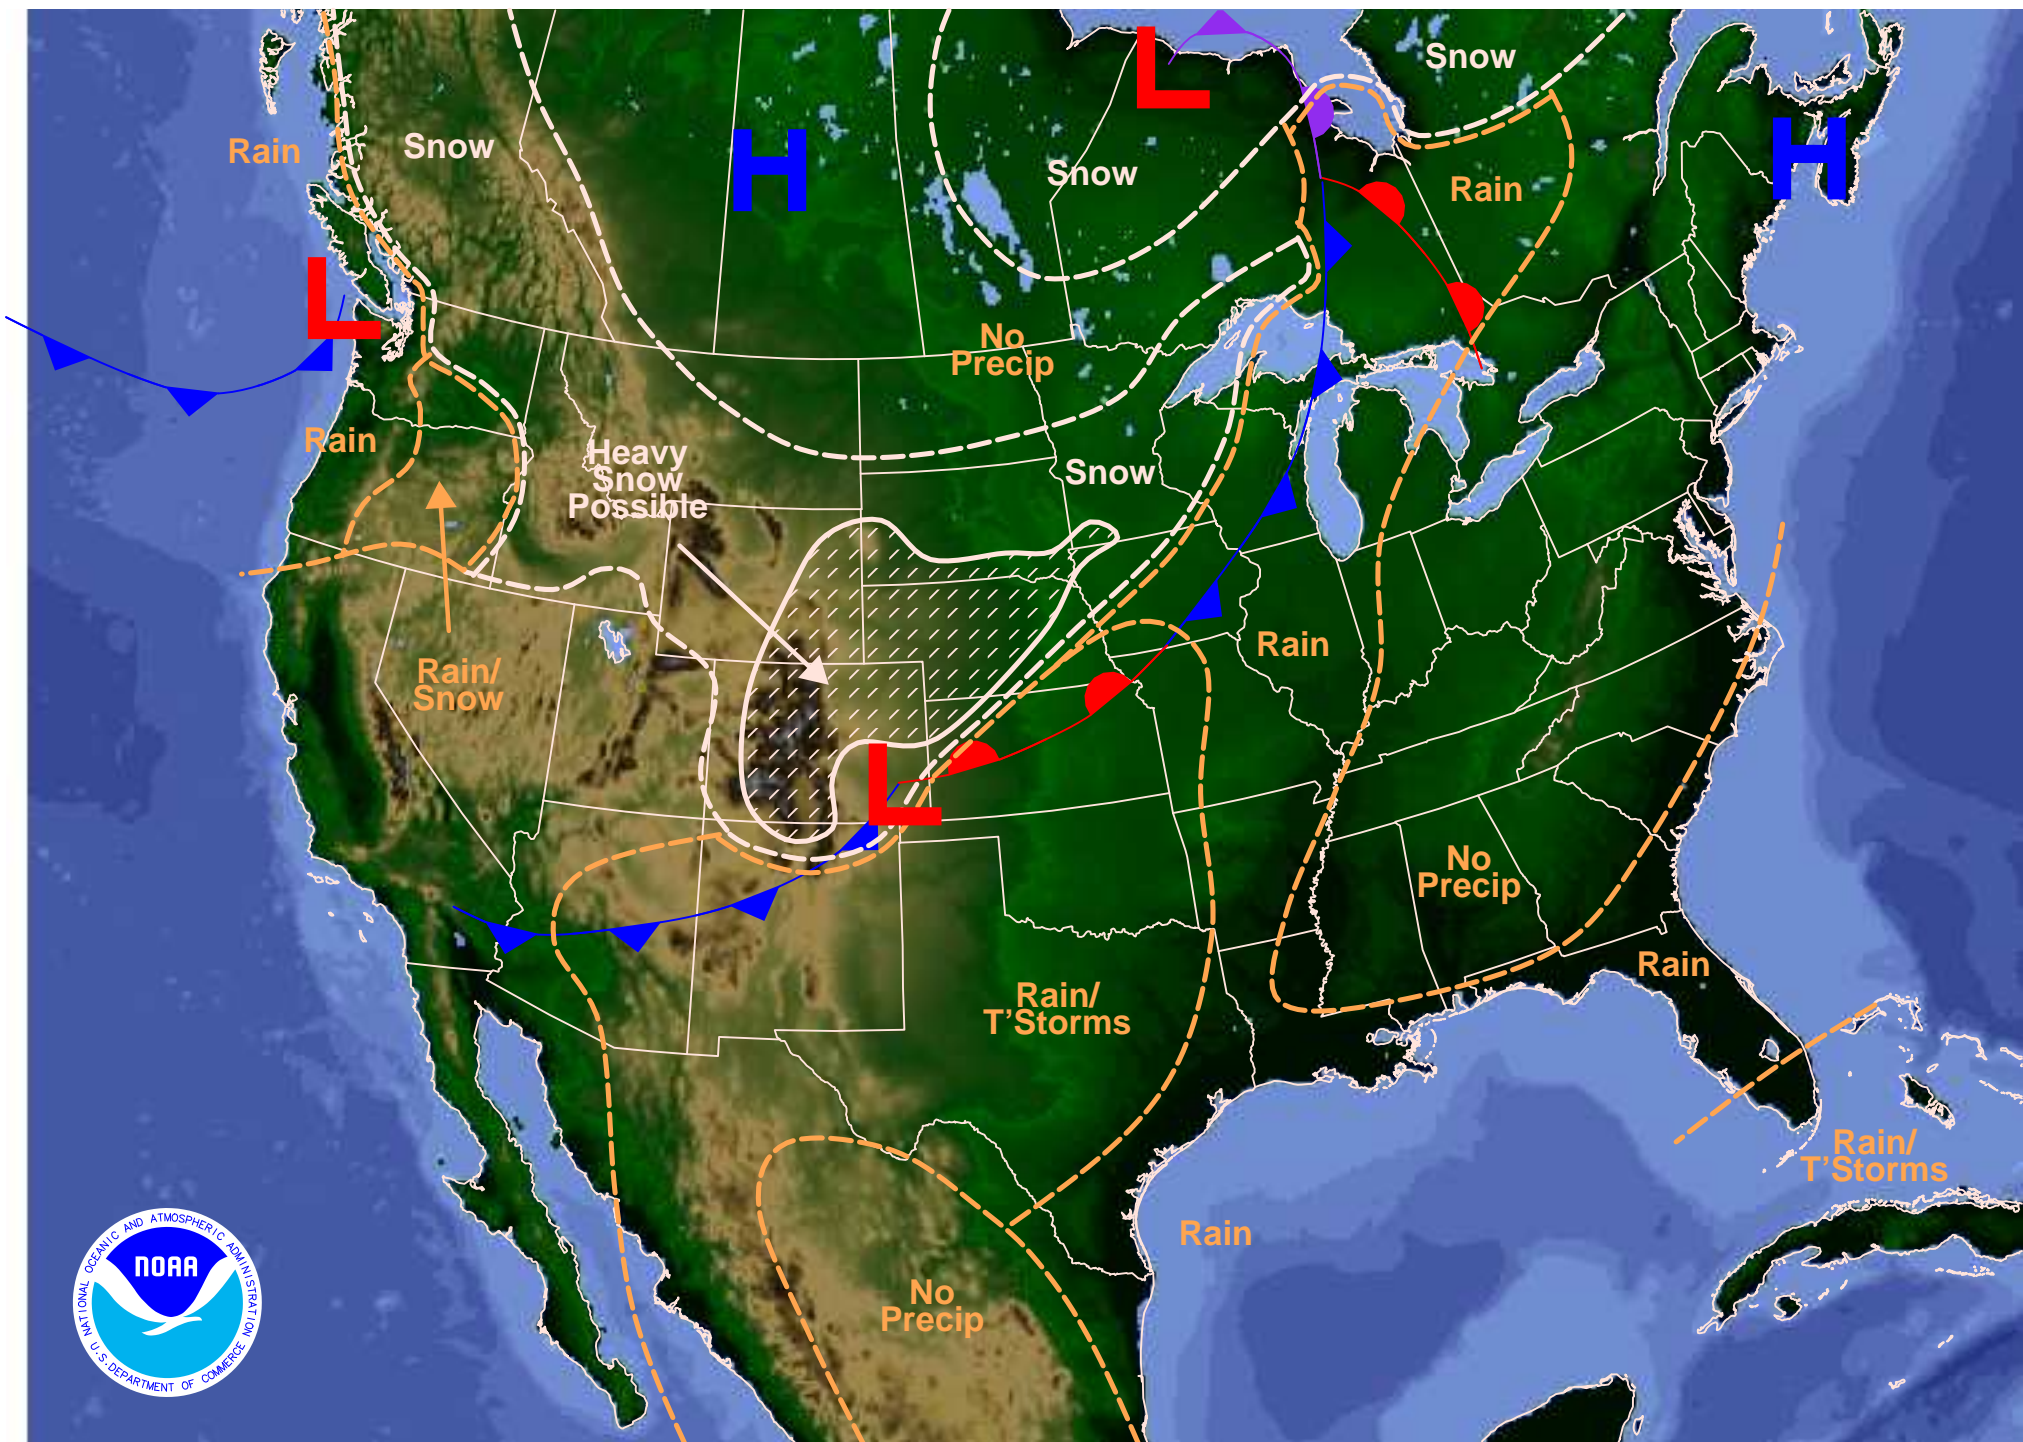 Snow
L
Rain
Snow
H
H
Snow
Rain
L
No
Precip
Rain
Heavy
Snow
Possible
Snow
Rain
Rain/
Snow
L
No
Precip
Rain
Rain/
T'Storms
Rain/
T'Storms
Rain
No
Precip
NATIONAL OCEANIC AND ATMOSPHERIC ADMINISTRATION
NOAA
U.S. DEPARTMENT OF COMMERCE